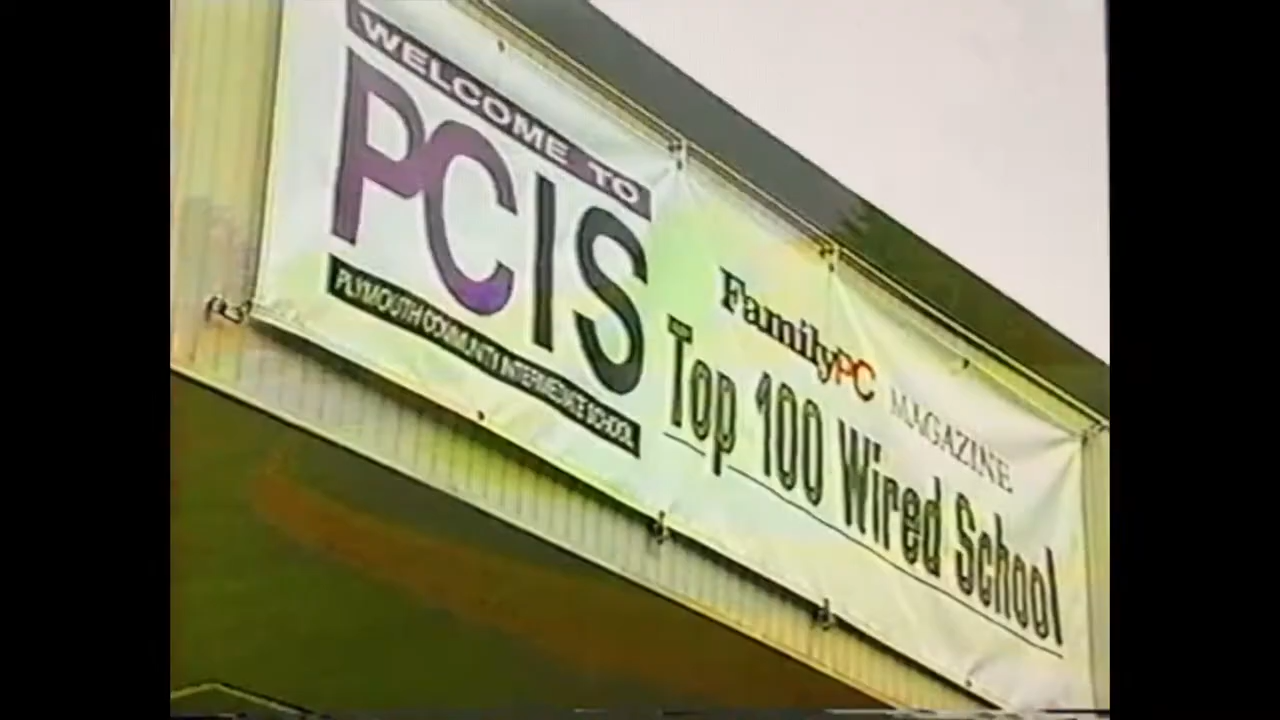 WELCOME TO
PCIS
PLYMOUTH COMMUNITY INTERMEDIATE SCHOOL
FamilyPC MAGAZINE
Top 100 Wired School